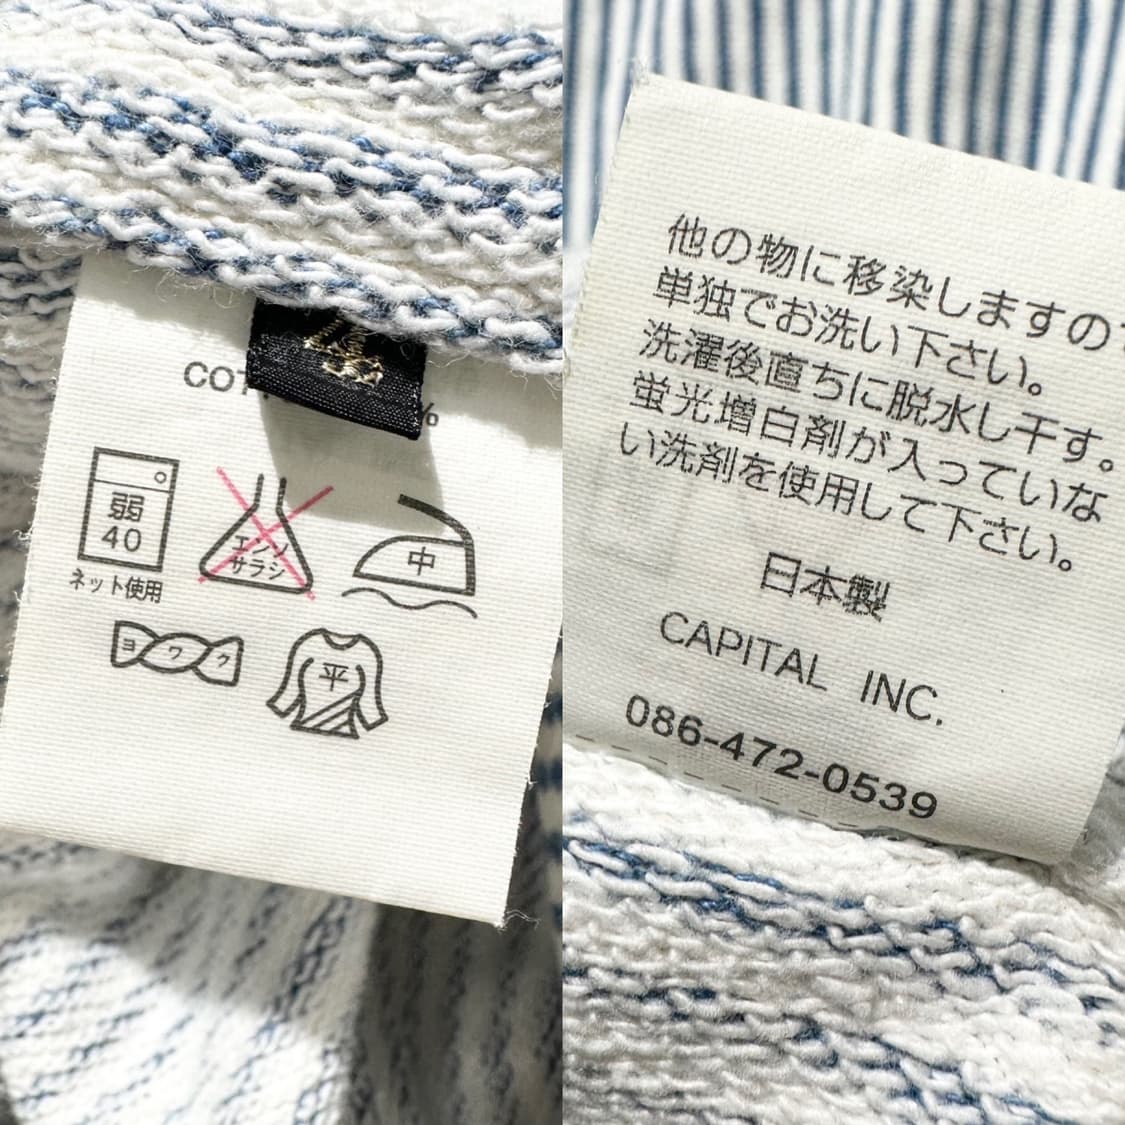 COT
%
弱
40
ネット使用
エンソ
サラシ
中
ヨワク
平
他の物に移染しますので
単独でお洗い下さい。
洗濯後直ちに脱水し干す。
蛍光増白剤が入っていな
い洗剤を使用して下さい。
日本製
CAPITAL INC.
086-472-0539